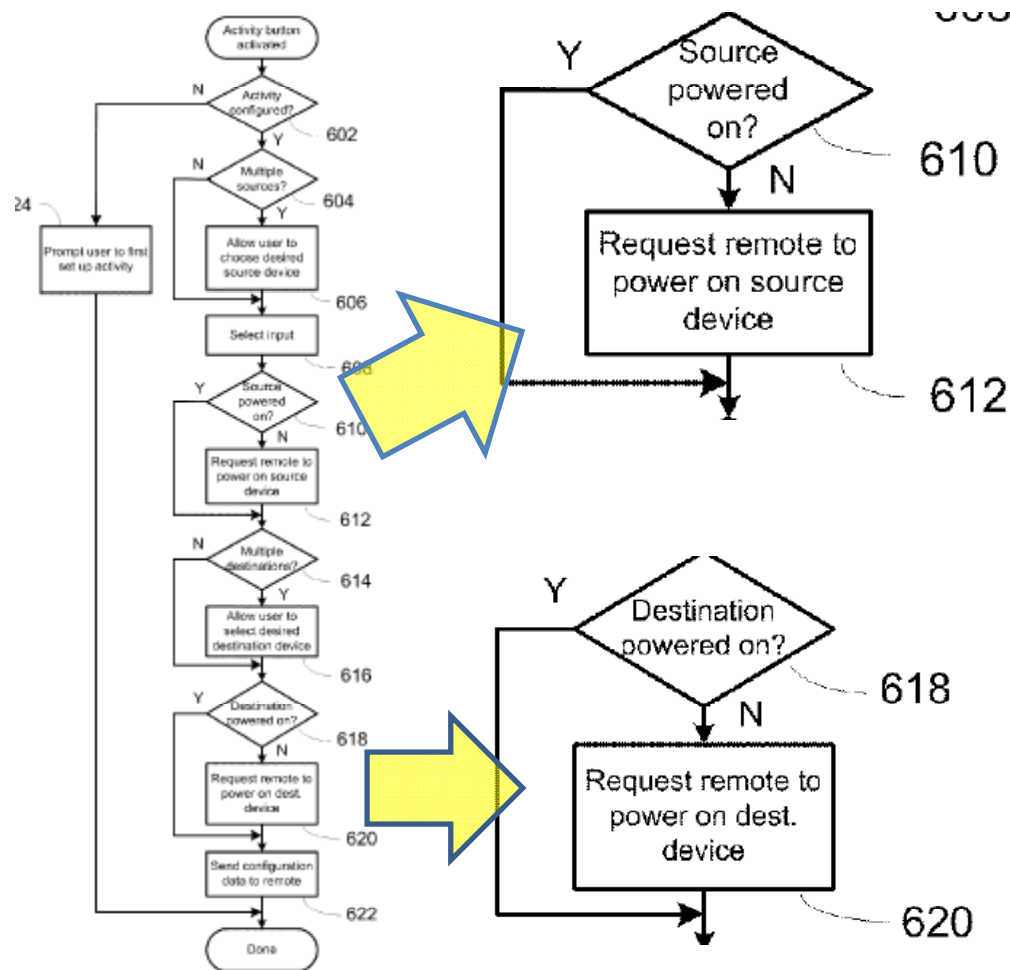 Activity button
activated
N
Activity
configured?
602
Y
N
Multiple
sources?
604
Y
24
Prompt user to first
set up activity
Allow user to
choose desired
source device
606
Select input
608
Y
Source
powered
on?
610
N
Request remote to
power on source
device
612
N
Multiple
destinations?
614
Y
Allow user to
select desired
destination device
616
Y
Destination
powered on?
618
N
Request remote to
power on dest.
device
620
Send configuration
data to remote
622
Done
Y
Source
powered
on?
610
N
Request remote to
power on source
device
612
Y
Destination
powered on?
618
N
Request remote to
power on dest.
device
620